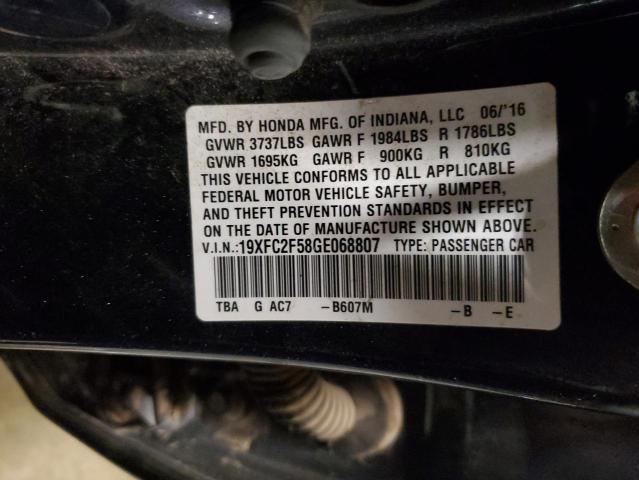 MFD. BY HONDA MFG. OF INDIANA, LLC 06/'16
GVWR 3737LBS GAWR F 1984LBS R 1786LBS
GVWR 1695KG GAWR F 900KG R 810KG
THIS VEHICLE CONFORMS TO ALL APPLICABLE
FEDERAL MOTOR VEHICLE SAFETY, BUMPER,
AND THEFT PREVENTION STANDARDS IN EFFECT
ON THE DATE OF MANUFACTURE SHOWN ABOVE.
V.I.N.:19XFC2F58GE068807 TYPE: PASSENGER CAR
TBA G AC7 -B607M -B -E